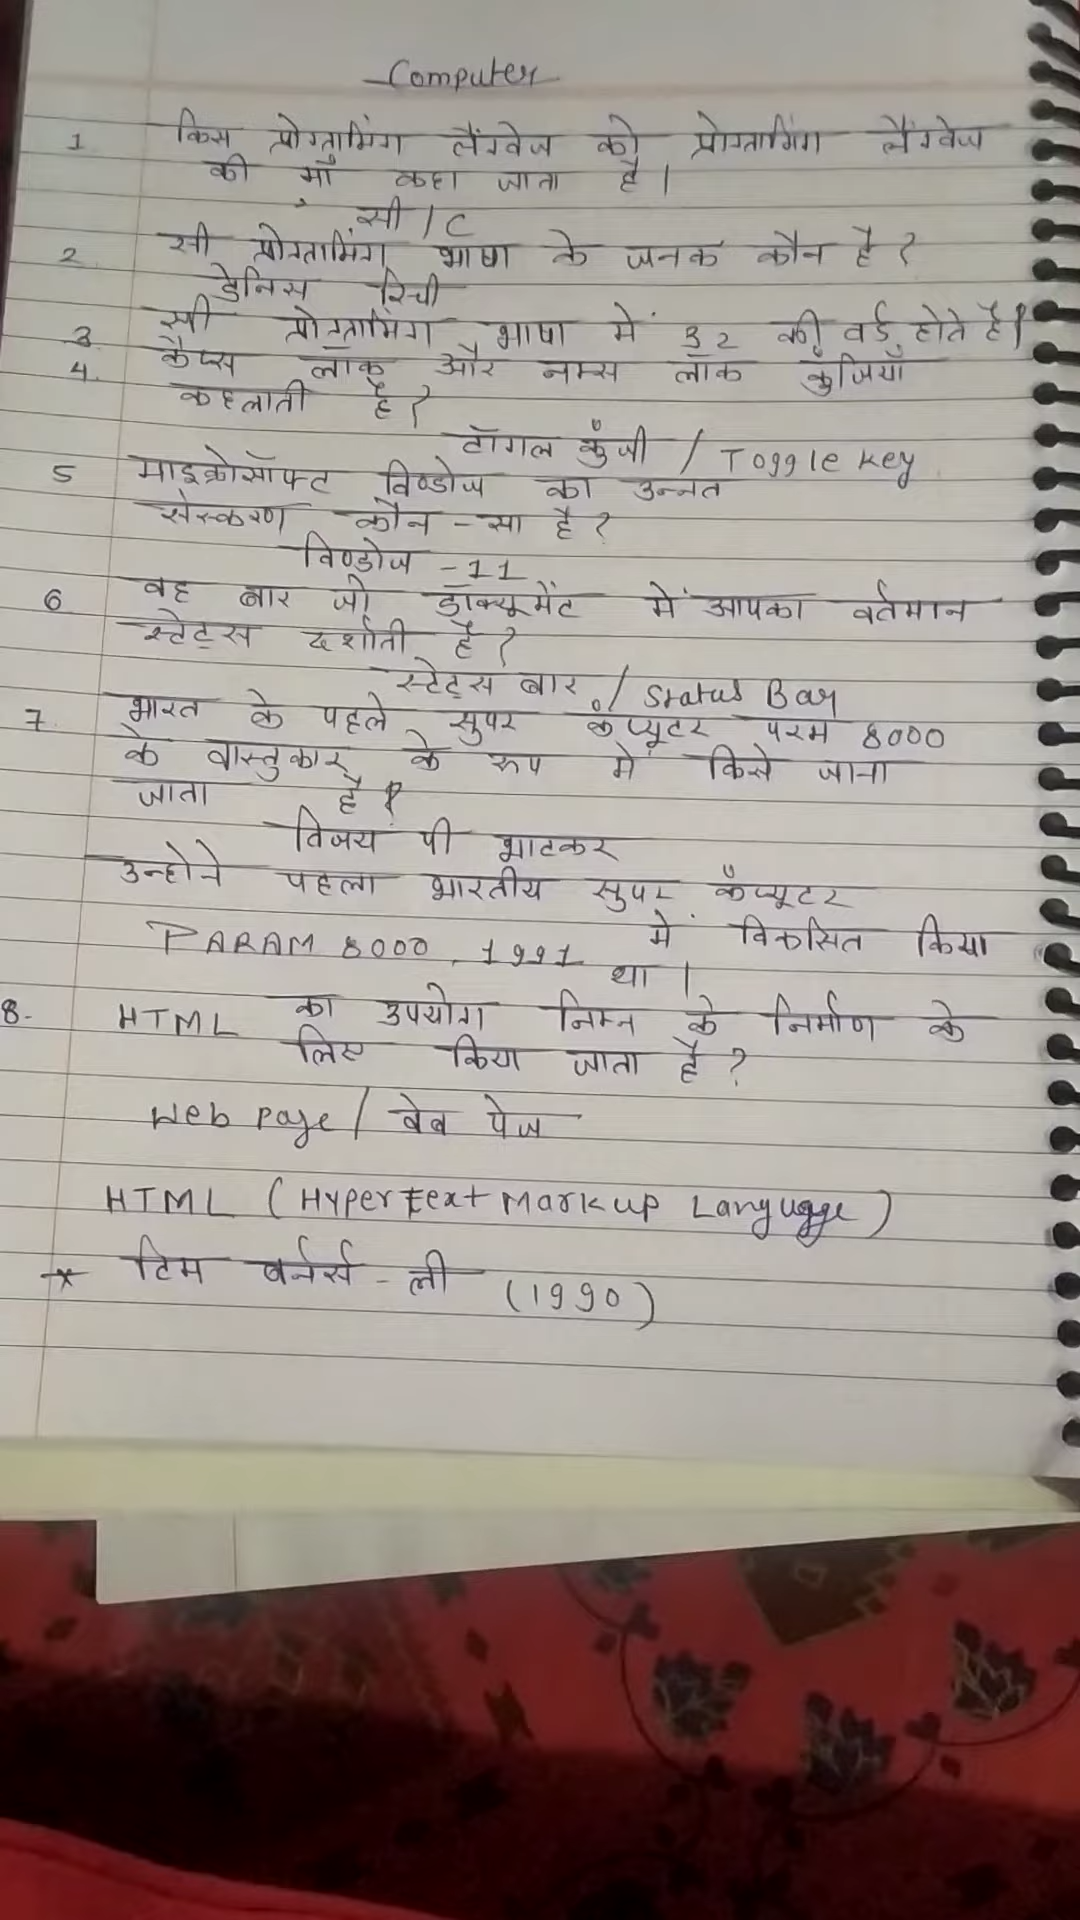 Computer
1 किस प्रोग्रामिंग लैंग्वेज को प्रोग्रामिंग लैंग्वेज
की माँ कहा जाता है।
सी / C
2 सी प्रोग्रामिंग भाषा के जनक कौन है?
डेनिस रिची
3 सी प्रोग्रामिंग भाषा में 32 की वर्ड होते है।
4. कैप्स लॉक और नम्स लॉक कुंजियाँ
कहलाती है?
टॉगल कुंजी / Toggle key
5 माइक्रोसॉफ्ट विण्डोज का उन्नत
संस्करण कौन-सा है?
विण्डोज -11
6 वह बार जो डॉक्यूमेंट में आपका वर्तमान
स्टेट्स दर्शाती है?
स्टेट्स बार / Status Bar
7. भारत के पहले सुपर कंप्यूटर परम 8000
के वास्तुकार के रूप में किसे जाना
जाता है?
विजय पी भाटकर
उन्होंने पहला भारतीय सुपर कंप्यूटर
PARAM 8000, 1991 में विकसित किया
था।
8. HTML का उपयोग निम्न के निर्माण के
लिए किया जाता है?
Web page / वेब पेज
HTML (Hypertext Markup Language)
* टिम बर्नर्स-ली (1990)